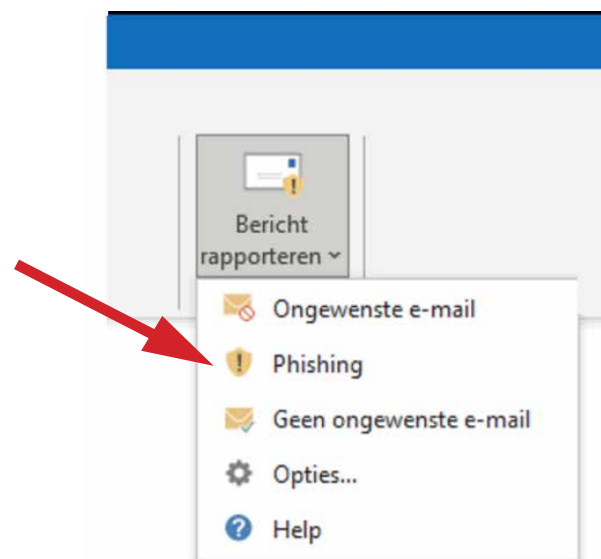 Bericht
rapporteren
Ongewenste e-mail
Phishing
Geen ongewenste e-mail
Opties...
Help